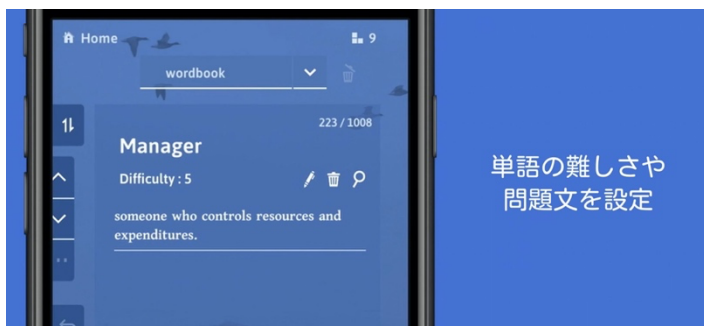 Home
9
wordbook
223 / 1008
Manager
Difficulty : 5
someone who controls resources and
expenditures.
単語の難しさや
問題文を設定